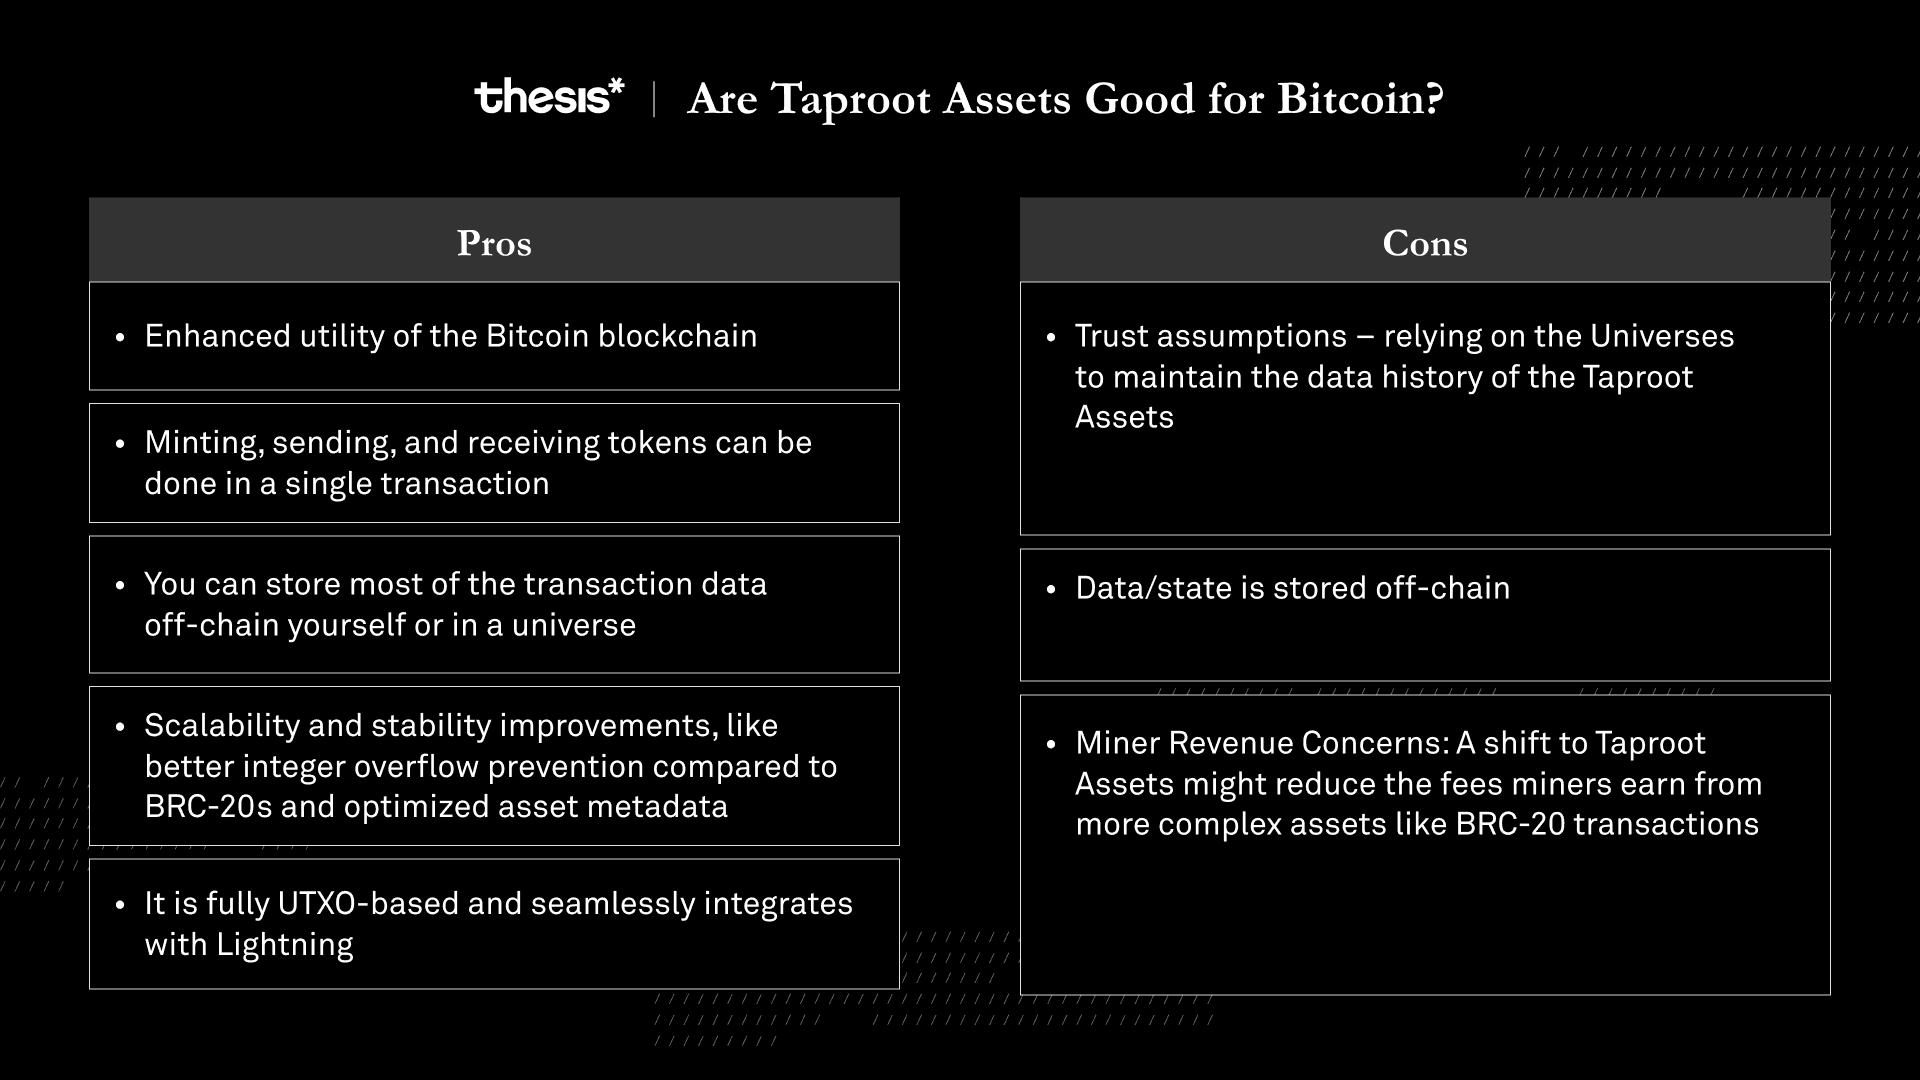 thesis* | Are Taproot Assets Good for Bitcoin?
Pros
• Enhanced utility of the Bitcoin blockchain
• Minting, sending, and receiving tokens can be
done in a single transaction
• You can store most of the transaction data
off-chain yourself or in a universe
• Scalability and stability improvements, like
better integer overflow prevention compared to
BRC-20s and optimized asset metadata
• It is fully UTXO-based and seamlessly integrates
with Lightning
Cons
• Trust assumptions – relying on the Universes
to maintain the data history of the Taproot
Assets
• Data/state is stored off-chain
• Miner Revenue Concerns: A shift to Taproot
Assets might reduce the fees miners earn from
more complex assets like BRC-20 transactions